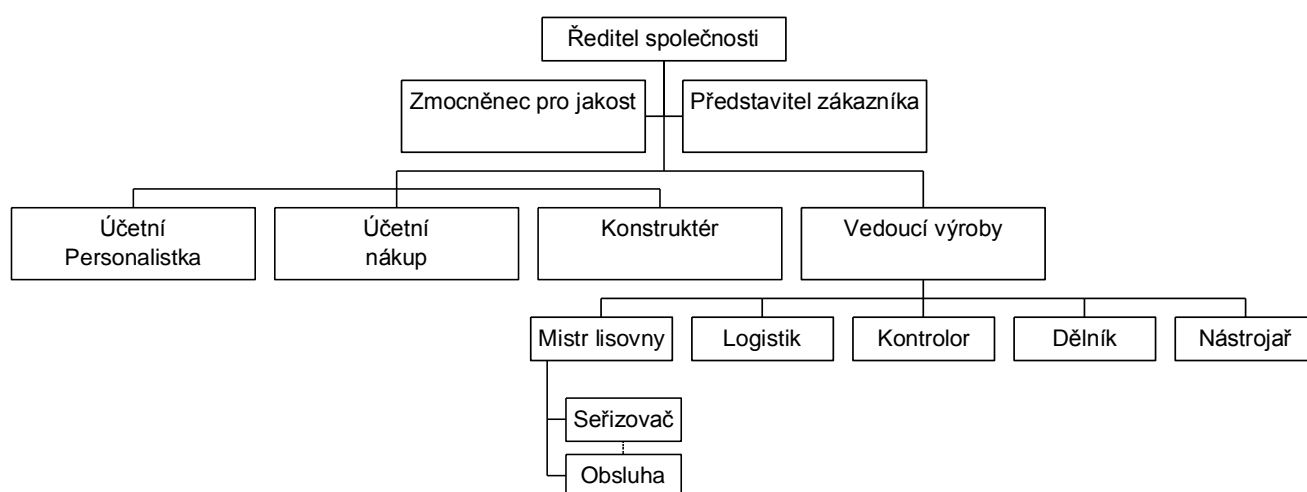 Ředitel společnosti
Zmocněnec pro jakost
Představitel zákazníka
Účetní
Personalistka
Účetní
nákup
Konstruktér
Vedoucí výroby
Mistr lisovny
Logistik
Kontrolor
Dělník
Nástrojař
Seřizovač
Obsluha